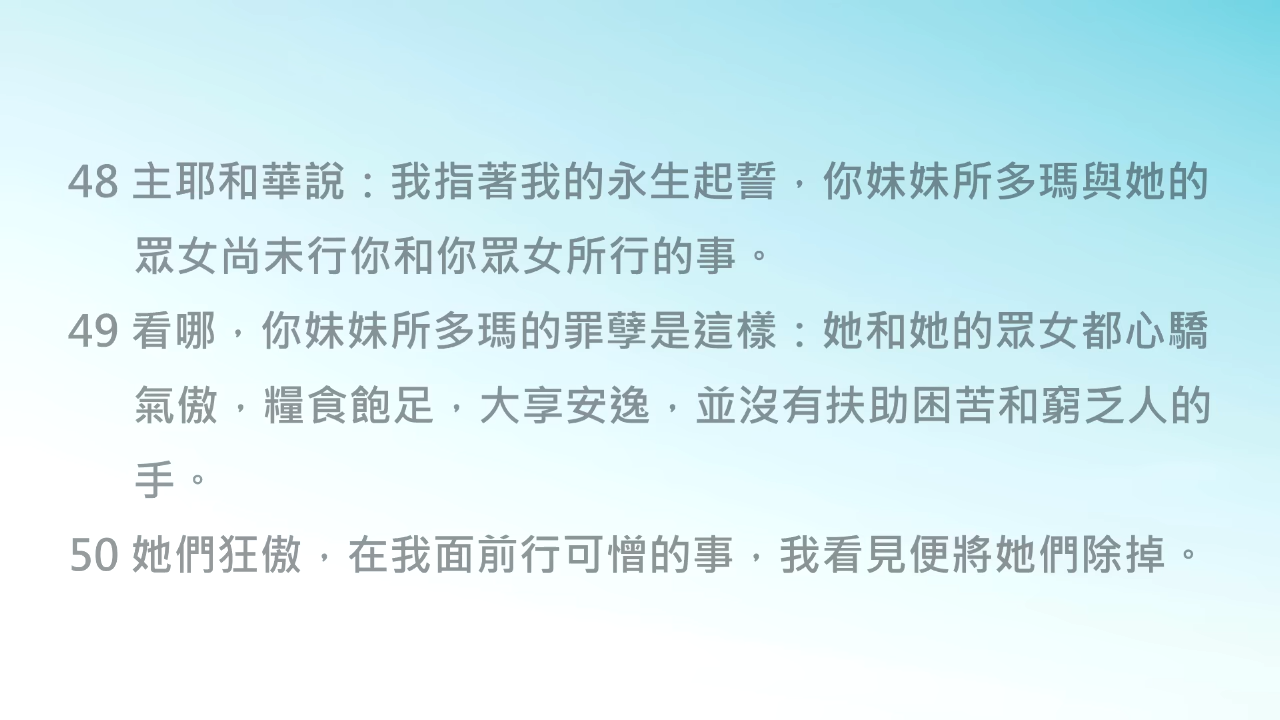 48 主耶和華說：我指著我的永生起誓，你妹妹所多瑪與她的
眾女尚未行你和你眾女所行的事。
49 看哪，你妹妹所多瑪的罪孽是這樣：她和她的眾女都心驕
氣傲，糧食飽足，大享安逸，並沒有扶助困苦和窮乏人的
手。
50 她們狂傲，在我面前行可憎的事，我看見便將她們除掉。